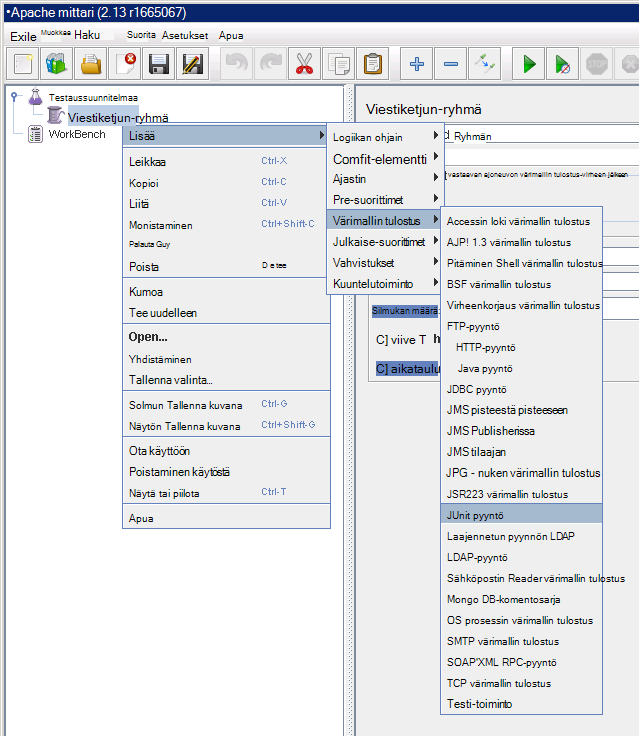 •Apache mittari (2.13 r1665067)
Exile Muokkaa Haku Suorita Asetukset Apua
STOP
Testaussuunnitelmaa
Viestiketjun-ryhmä
WorkBench
Lisää
Leikkaa Ctrl-X
Kopioi Ctrl-C
Liitä Ctrl-V
Monistaminen Ctrl+Shift-C
Palauta Guy
Poista D e tee
Kumoa
Tee uudelleen
Open...
Yhdistäminen
Tallenna valinta...
Solmun Tallenna kuvana Ctrl-G
Näytön Tallenna kuvana Ctrl+Shift-G
Ota käyttöön
Poistaminen käytöstä
Näytä tai piilota Ctrl-T
Apua
Logiikan ohjain
Comfit-elementti
Ajastin
Pre-suorittimet
Värimallin tulostus
Julkaise-suorittimet
Vahvistukset
Kuuntelutoiminto
Viestiketjun-ryhmä
d Ryhmän
vastaavan ajoneuvon värimallin tulostus-virheen jälkeen
Silmukan määrä:
C] viive T h
C] aikataulu
Accessin loki värimallin tulostus
AJP! 1.3 värimallin tulostus
Pitäminen Shell värimallin tulostus
BSF värimallin tulostus
Virheenkorjaus värimallin tulostus
FTP-pyyntö
HTTP-pyyntö
Java pyyntö
JDBC pyyntö
JMS pisteestä pisteeseen
JMS Publisherissa
JMS tilaajan
JPG - nuken värimallin tulostus
JSR223 värimallin tulostus
JUnit pyyntö
Laajennetun pyynnön LDAP
LDAP-pyyntö
Sähköpostin Reader värimallin tulostus
Mongo DB-komentosarja
OS prosessin värimallin tulostus
SMTP värimallin tulostus
SOAP'XML RPC-pyyntö
TCP värimallin tulostus
Testi-toiminto